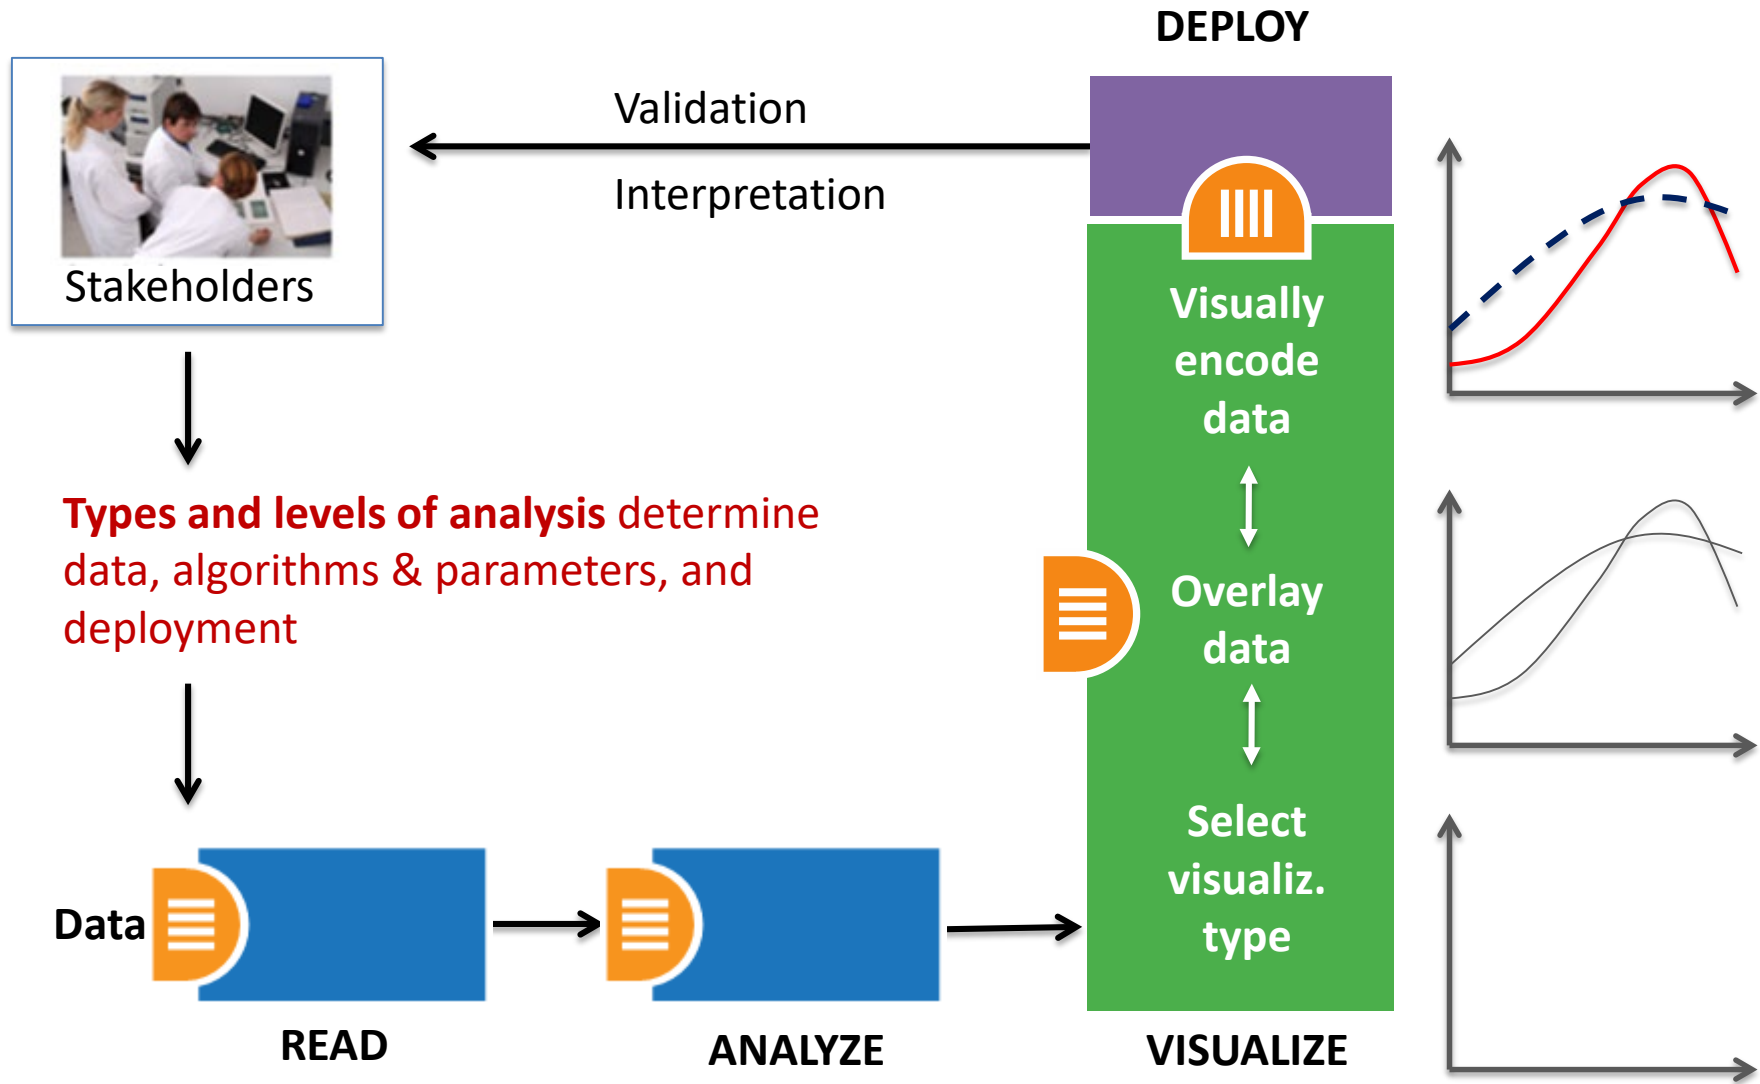 DEPLOY
Validation
Interpretation
Stakeholders
Visually
encode
data
Types and levels of analysis determine
data, algorithms & parameters, and
deployment
Overlay
data
Select
visualiz.
type
Data
READ
ANALYZE
VISUALIZE